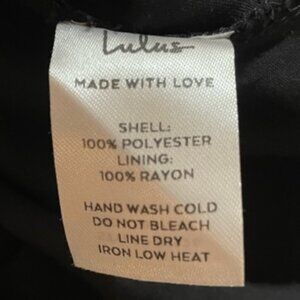 Lulus
MADE WITH LOVE
SHELL:
100% POLYESTER
LINING:
100% RAYON
HAND WASH COLD
DO NOT BLEACH
LINE DRY
IRON LOW HEAT